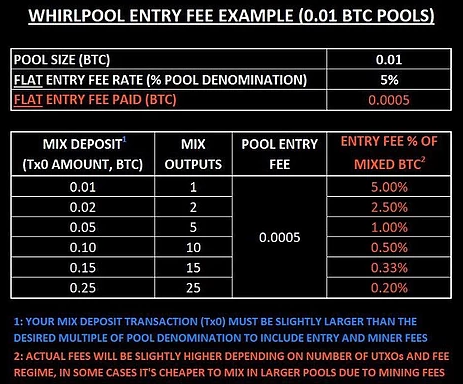 WHIRLPOOL ENTRY FEE EXAMPLE (0.01 BTC POOLS)
POOL SIZE (BTC) 0.01
FLAT ENTRY FEE RATE (% POOL DENOMINATION) 5%
FLAT ENTRY FEE PAID (BTC) 0.0005
MIX DEPOSIT¹ MIX POOL ENTRY ENTRY FEE % OF
(Tx0 AMOUNT, BTC) OUTPUTS FEE MIXED BTC²
0.01 1 5.00%
0.02 2 2.50%
0.05 5 1.00%
0.0005
0.10 10 0.50%
0.15 15 0.33%
0.25 25 0.20%
1: YOUR MIX DEPOSIT TRANSACTION (Tx0) MUST BE SLIGHTLY LARGER THAN THE
DESIRED MULTIPLE OF POOL DENOMINATION TO INCLUDE ENTRY AND MINER FEES
2: ACTUAL FEES WILL BE SLIGHTLY HIGHER DEPENDING ON NUMBER OF UTXOs AND FEE
REGIME, IN SOME CASES IT'S CHEAPER TO MIX IN LARGER POOLS DUE TO MINING FEES